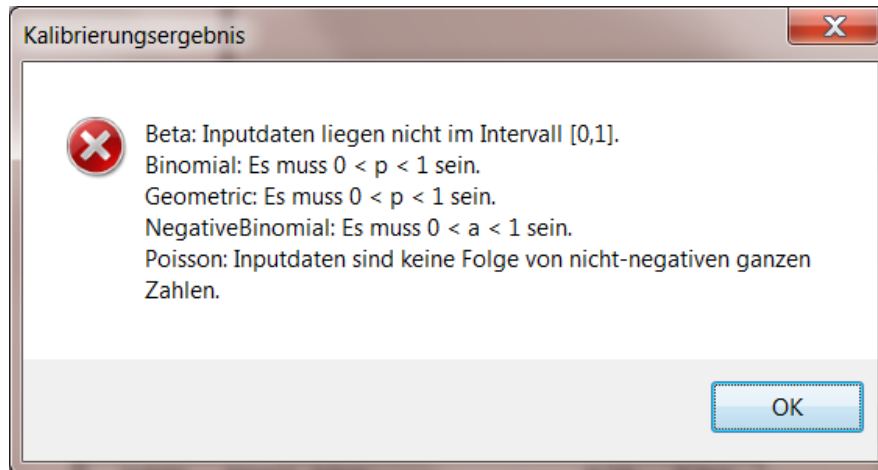 Kalibrierungsergebnis
Beta: Inputdaten liegen nicht im Intervall [0,1].
Binomial: Es muss 0 < p < 1 sein.
Geometric: Es muss 0 < p < 1 sein.
NegativeBinomial: Es muss 0 < a < 1 sein.
Poisson: Inputdaten sind keine Folge von nicht-negativen ganzen
Zahlen.
OK